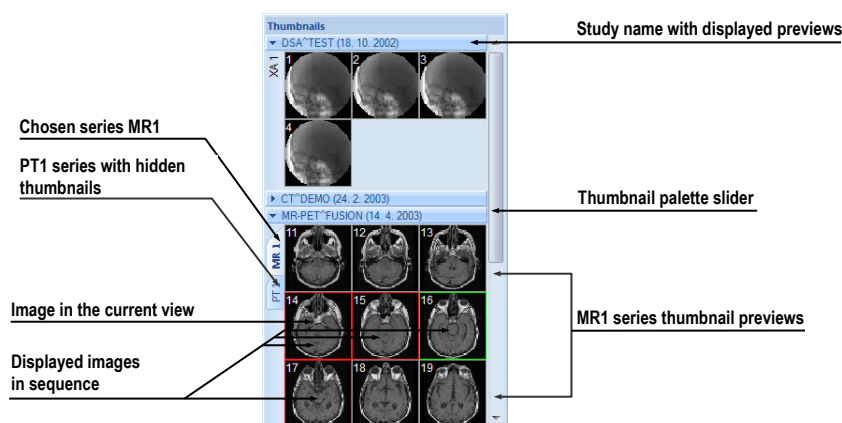 Thumbnails
Study name with displayed previews
DSA^TEST (18. 10. 2002)
XA 1
1
2
3
4
Chosen series MR1
PT1 series with hidden
thumbnails
CT^DEMO (24. 2. 2003)
Thumbnail palette slider
MR-PET^FUSION (14. 4. 2003)
MR 1
11
12
13
PT
Image in the current view
14
15
16
MR1 series thumbnail previews
Displayed images
in sequence
17
18
19